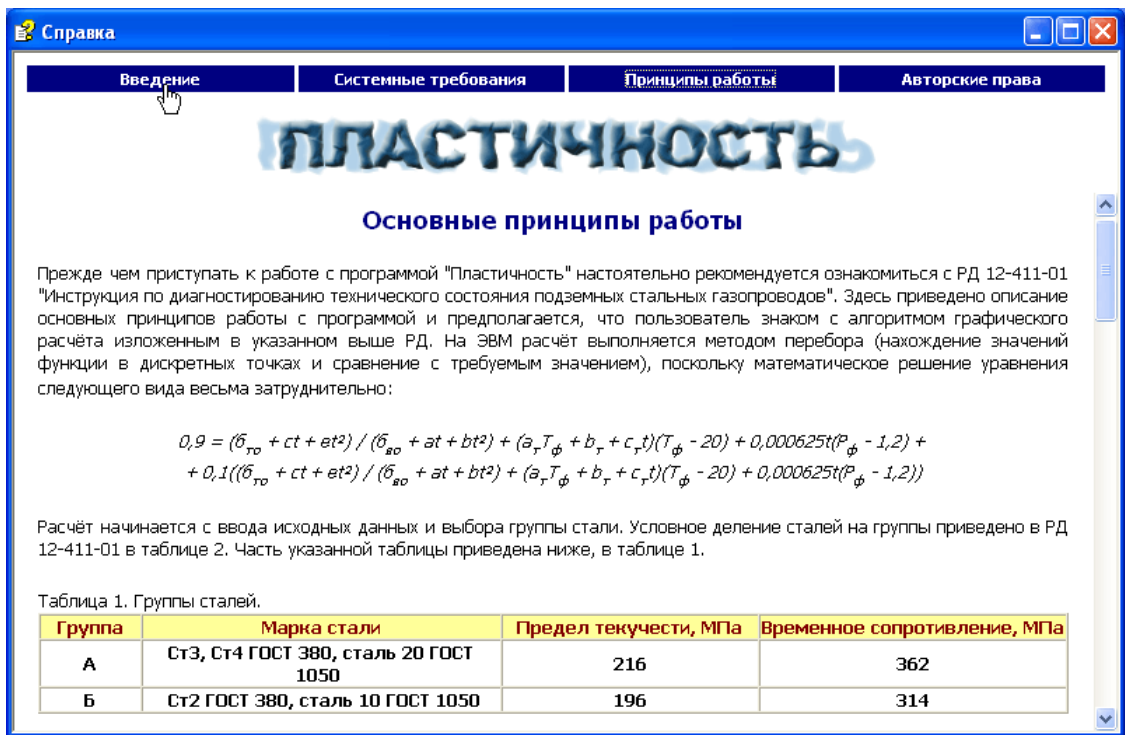 Справка
Введение
Системные требования
Принципы работы
Авторские права
ПЛАСТИЧНОСТЬ
Основные принципы работы
Прежде чем приступать к работе с программой "Пластичность" настоятельно рекомендуется ознакомиться с РД 12-411-01
"Инструкция по диагностированию технического состояния подземных стальных газопроводов". Здесь приведено описание
основных принципов работы с программой и предполагается, что пользователь знаком с алгоритмом графического
расчёта изложенным в указанном выше РД. На ЭВМ расчёт выполняется методом перебора (нахождение значений
функции в дискретных точках и сравнение с требуемым значением), поскольку математическое решение уравнения
следующего вида весьма затруднительно:
0,9 = (б_то + ct + et²) / (б_во + at + bt²) + (a_т T_ф + b_т + c_т t)(T_ф - 20) + 0,000625t(P_ф - 1,2) +
+ 0,1((б_то + ct + et²) / (б_во + at + bt²) + (a_т T_ф + b_т + c_т t)(T_ф - 20) + 0,000625t(P_ф - 1,2))
Расчёт начинается с ввода исходных данных и выбора группы стали. Условное деление сталей на группы приведено в РД
12-411-01 в таблице 2. Часть указанной таблицы приведена ниже, в таблице 1.
Таблица 1. Группы сталей.
Группа Марка стали Предел текучести, МПа Временное сопротивление, МПа
А Ст3, Ст4 ГОСТ 380, сталь 20 ГОСТ 1050 216 362
Б Ст2 ГОСТ 380, сталь 10 ГОСТ 1050 196 314